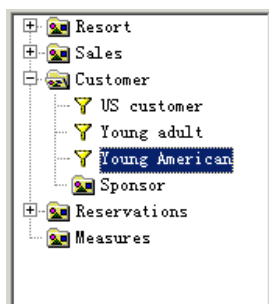 Resort
Sales
Customer
US customer
Young adult
Young American
Sponsor
Reservations
Measures